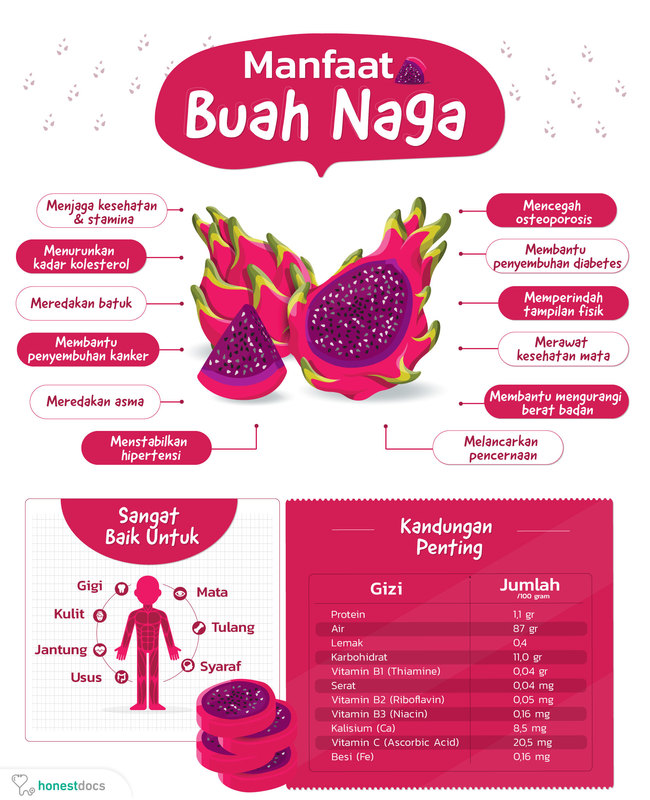 Manfaat
Buah Naga
Menjaga kesehatan
& stamina
Menurunkan
kadar kolesterol
Meredakan batuk
Membantu
penyembuhan kanker
Meredakan asma
Menstabilkan
hipertensi
Mencegah
osteoporosis
Membantu
penyembuhan diabetes
Memperindah
tampilan fisik
Merawat
kesehatan mata
Membantu mengurangi
berat badan
Melancarkan
pencernaan
Sangat
Baik Untuk
Gigi
Kulit
Jantung
Usus
Mata
Tulang
Syaraf
Kandungan
Penting
Gizi Jumlah
/100 gram
Protein 1,1 gr
Air 87 gr
Lemak 0,4
Karbohidrat 11,0 gr
Vitamin B1 (Thiamine) 0,04 gr
Serat 0,04 mg
Vitamin B2 (Riboflavin) 0,05 mg
Vitamin B3 (Niacin) 0,16 mg
Kalisium (Ca) 8,5 mg
Vitamin C (Ascorbic Acid) 20,5 mg
Besi (Fe) 0,16 mg
honestdocs